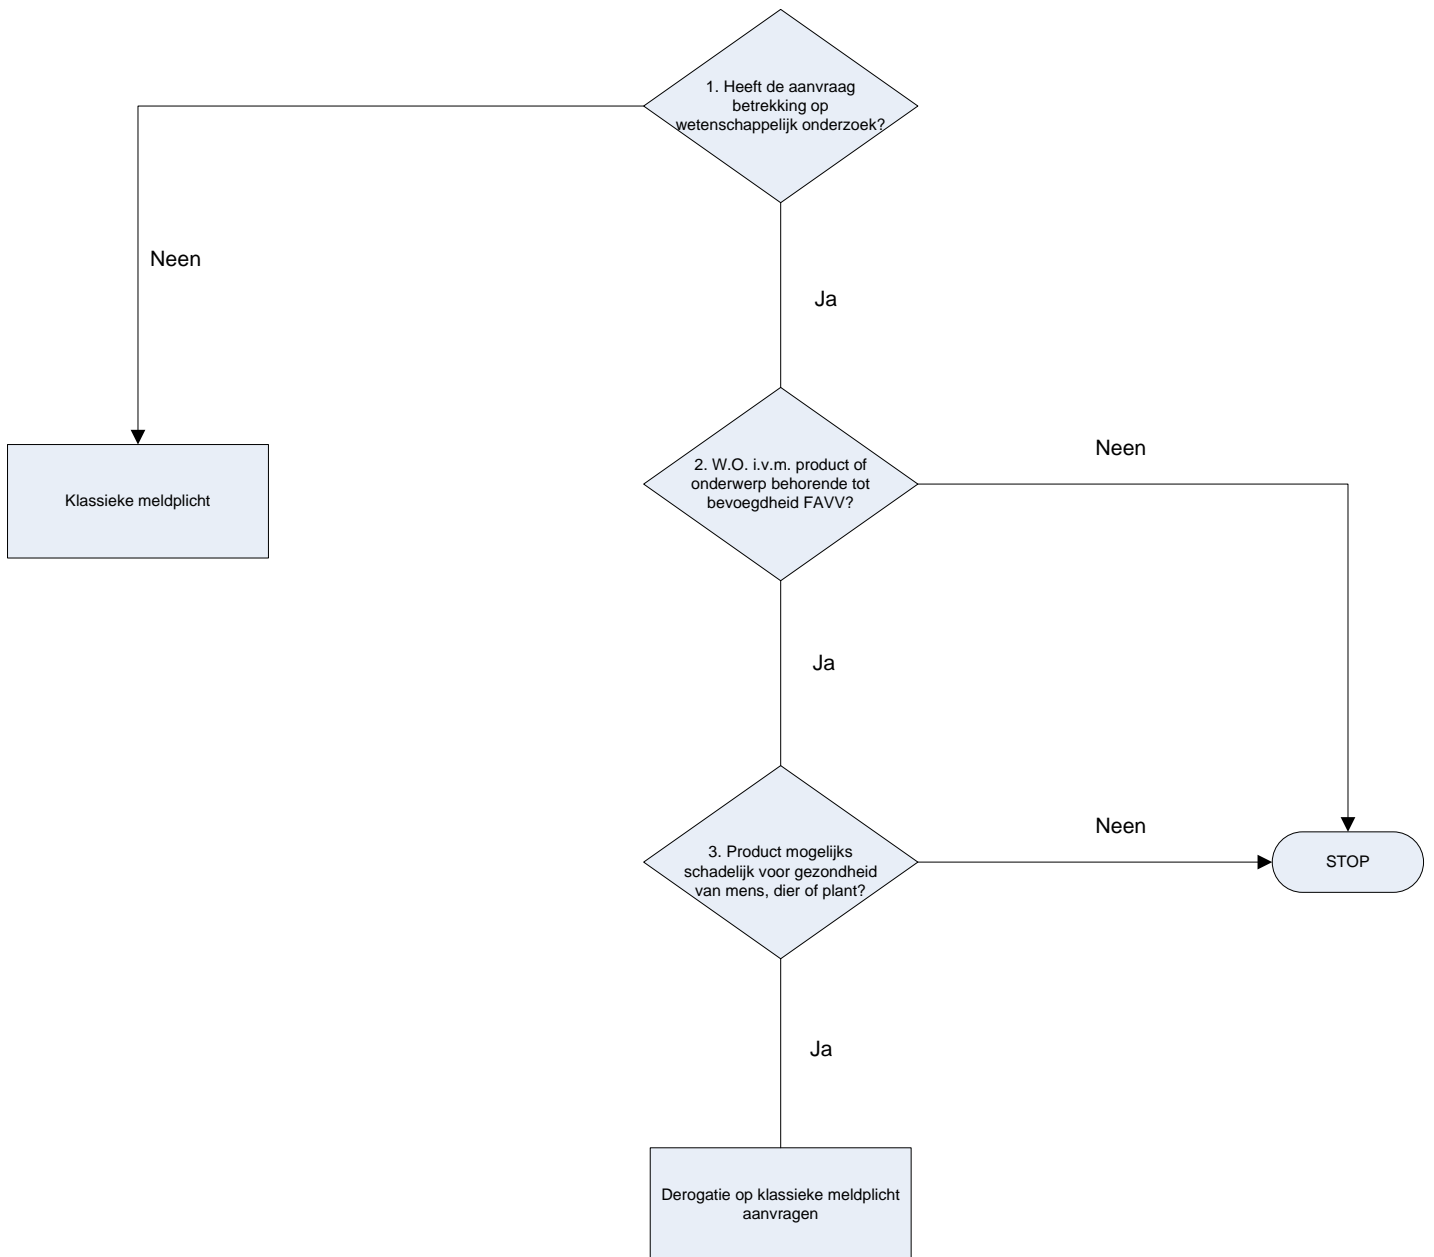 1. Heeft de aanvraag
betrekking op
wetenschappelijk onderzoek?
Neen
Ja
Klassieke meldplicht
2. W.O. i.v.m. product of
onderwerp behorende tot
bevoegdheid FAVV?
Neen
Ja
3. Product mogelijks
schadelijk voor gezondheid
van mens, dier of plant?
Neen
STOP
Ja
Derogatie op klassieke meldplicht
aanvragen